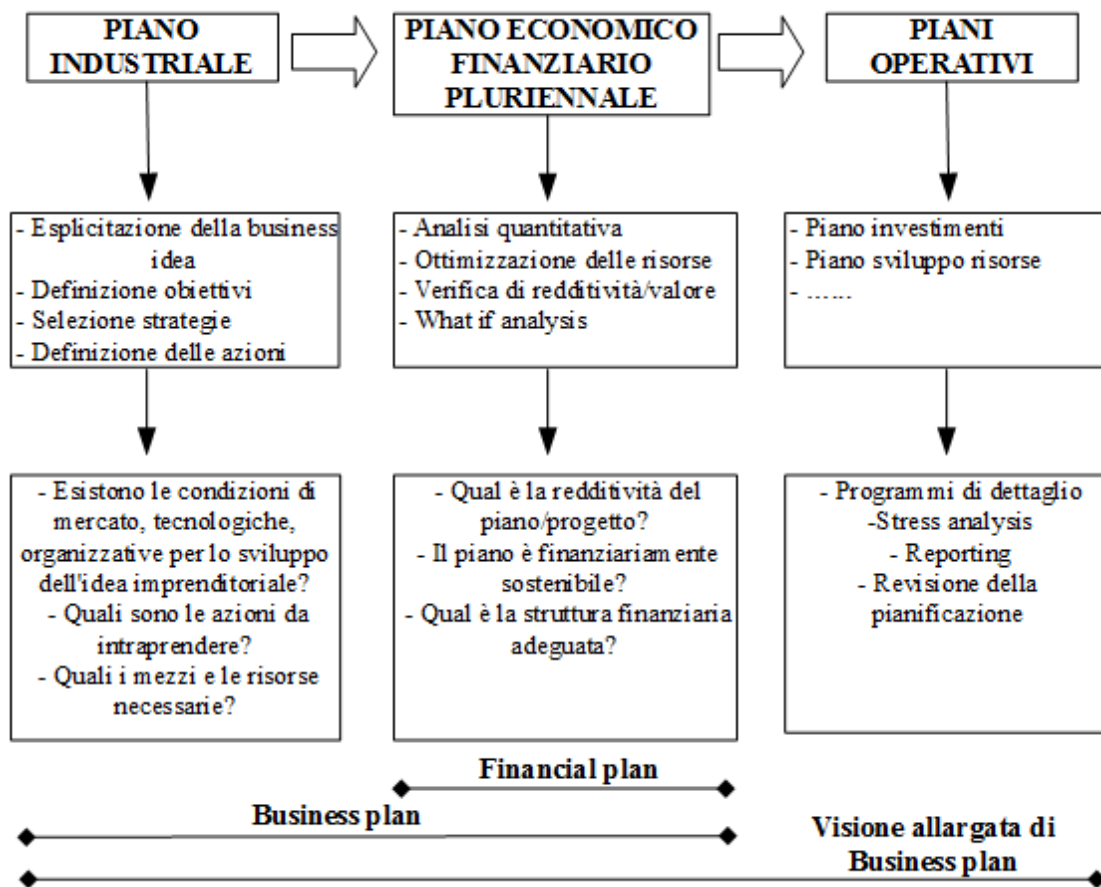 PIANO
INDUSTRIALE
PIANO ECONOMICO
FINANZIARIO
PLURIENNALE
PIANI
OPERATIVI
- Esplicitazione della business
idea
- Definizione obiettivi
- Selezione strategie
- Definizione delle azioni
- Analisi quantitativa
- Ottimizzazione delle risorse
- Verifica di redditività/valore
- What if analysis
- Piano investimenti
- Piano sviluppo risorse
- ......
- Esistono le condizioni di
mercato, tecnologiche,
organizzative per lo sviluppo
dell'idea imprenditoriale?
- Quali sono le azioni da
intraprendere?
- Quali i mezzi e le risorse
necessarie?
- Qual è la redditività del
piano/progetto?
- Il piano è finanziariamente
sostenibile?
- Qual è la struttura finanziaria
adeguata?
- Programmi di dettaglio
-Stress analysis
- Reporting
- Revisione della
pianificazione
Financial plan
Business plan
Visione allargata di
Business plan